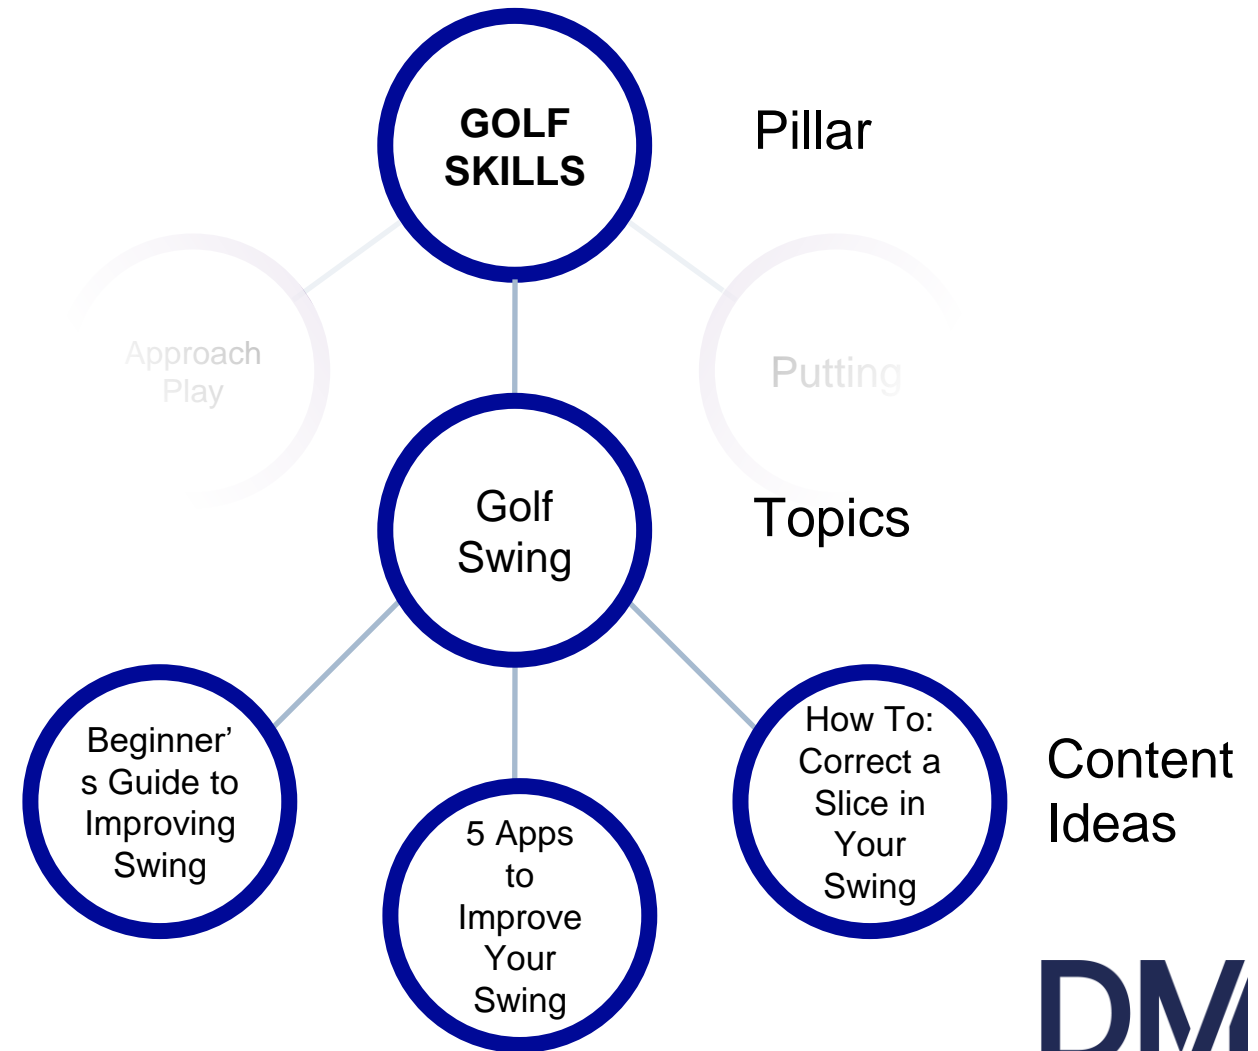 GOLF
SKILLS
Pillar
Approach
Play
Putting
Golf
Swing
Topics
Beginner’
s Guide to
Improving
Swing
5 Apps
to
Improve
Your
Swing
How To:
Correct a
Slice in
Your
Swing
Content
Ideas